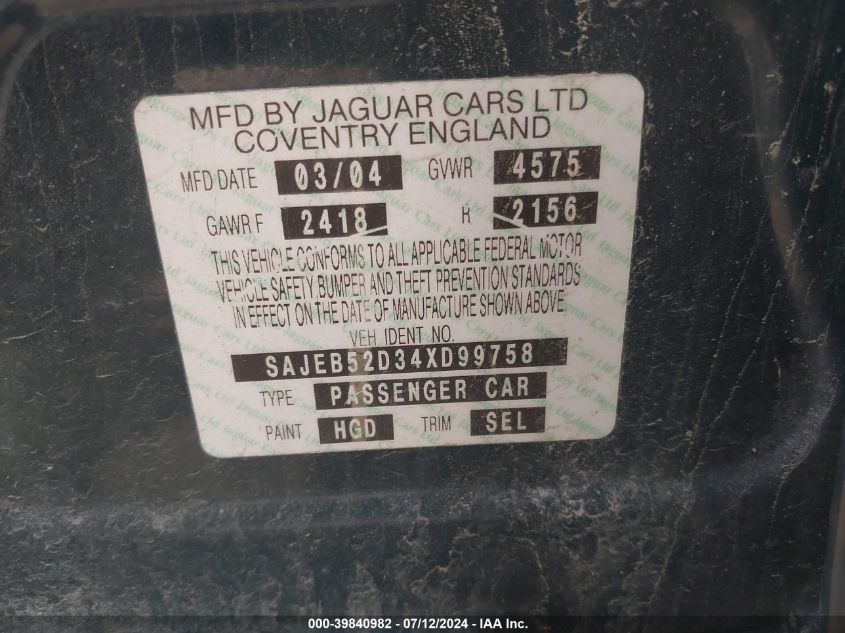 MFD BY JAGUAR CARS LTD
COVENTRY ENGLAND
MFD DATE 03/04 GVWR 4575
GAWR F 2418 R 2156
THIS VEHICLE CONFORMS TO ALL APPLICABLE FEDERAL MOTOR
VEHICLE SAFETY BUMPER AND THEFT PREVENTION STANDARDS
IN EFFECT ON THE DATE OF MANUFACTURE SHOWN ABOVE
VEH IDENT NO.
SAJEB52D34XD99758
TYPE PASSENGER CAR
PAINT HGD TRIM SEL
000-39840982 - 07/12/2024 - IAA Inc.